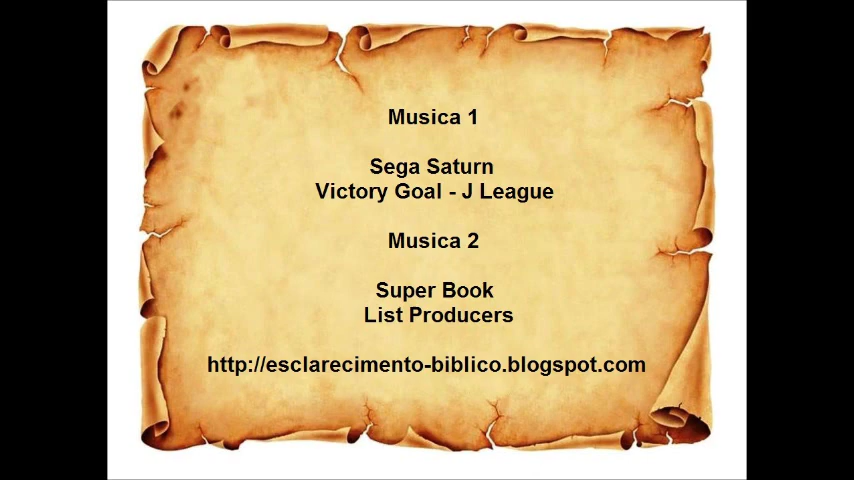 Musica 1
Sega Saturn
Victory Goal - J League
Musica 2
Super Book
List Producers
http://esclarecimento-biblico.blogspot.com